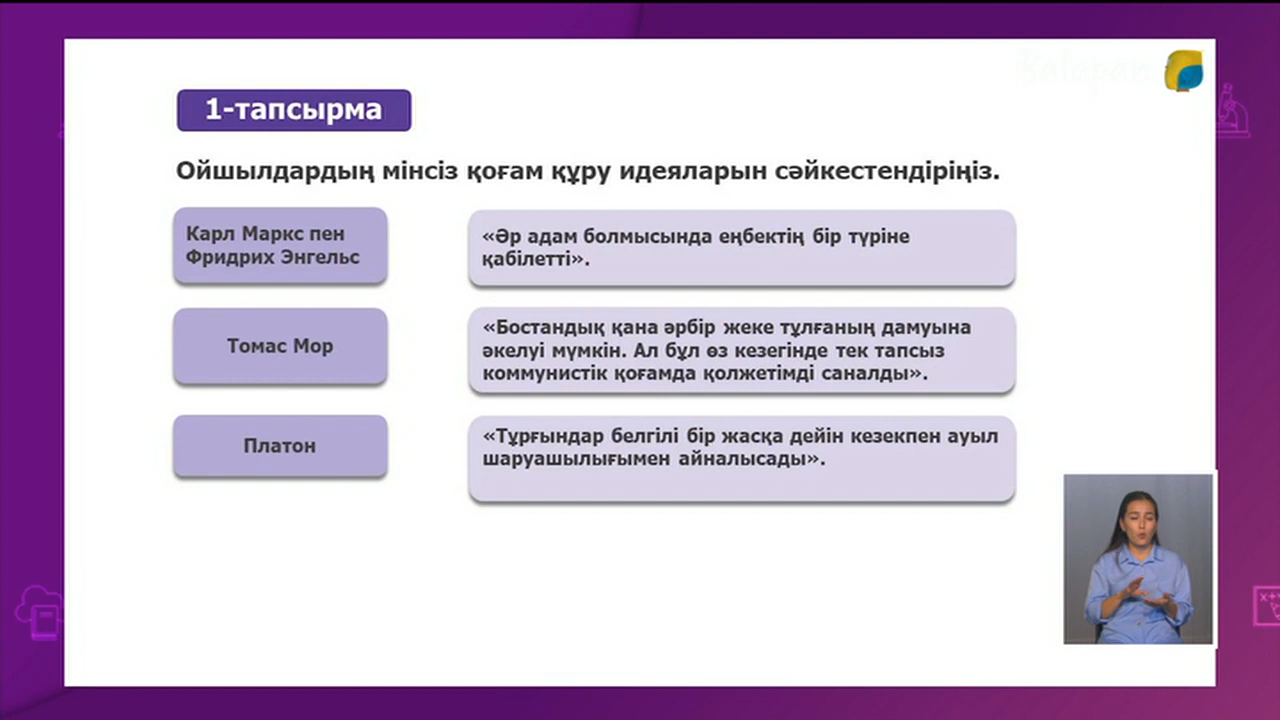 Balapan
1-тапсырма
Ойшылдардың мінсіз қоғам құру идеяларын сәйкестендіріңіз.
Карл Маркс пен
Фридрих Энгельс
«Әр адам болмысында еңбектің бір түріне
қабілетті».
Томас Мор
«Бостандық қана әрбір жеке тұлғаның дамуына
әкелуі мүмкін. Ал бұл өз кезегінде тек тапсыз
коммунистік қоғамда қолжетімді саналды».
Платон
«Тұрғындар белгілі бір жасқа дейін кезекпен ауыл
шаруашылығымен айналысады».